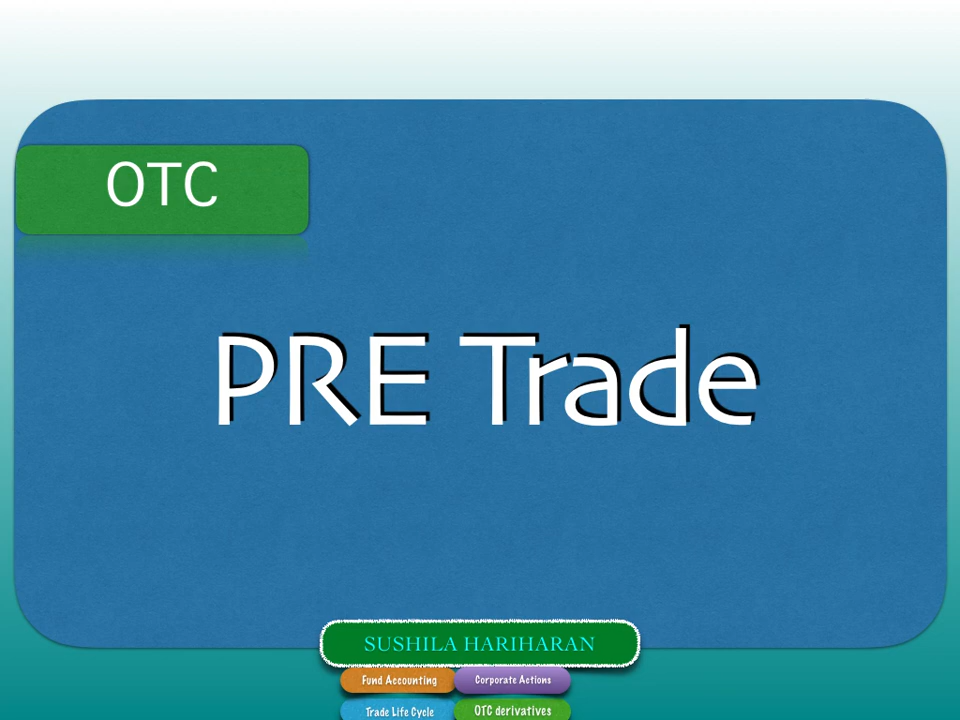 OTC
PRE Trade
SUSHILA HARIHARAN
Fund Accounting
Corporate Actions
Trade Life Cycle
OTC derivatives